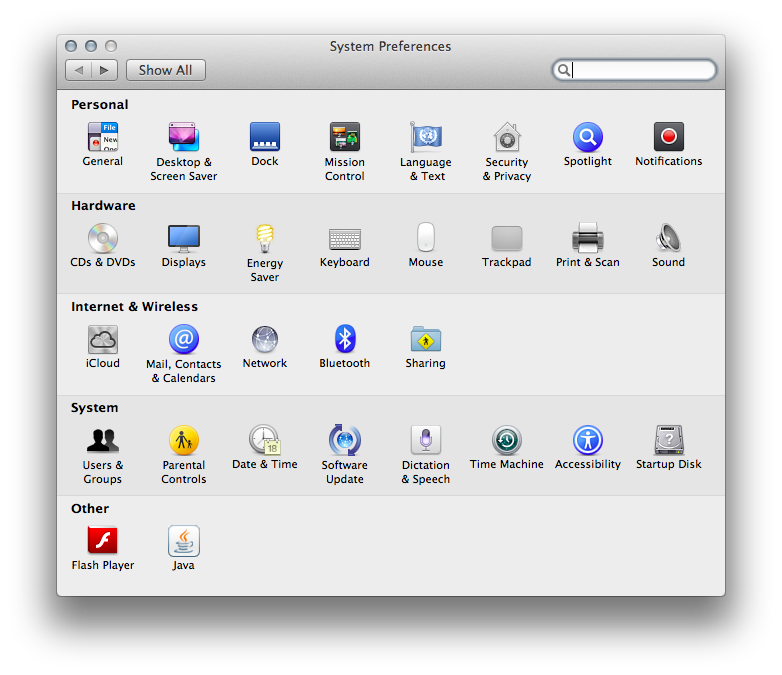 System Preferences
Show All
Personal
File
New
One
General
Desktop &
Screen Saver
Dock
Mission
Control
Language
& Text
Security
& Privacy
Spotlight
Notifications
Hardware
CDs & DVDs
Displays
Energy
Saver
Keyboard
Mouse
Trackpad
Print & Scan
Sound
Internet & Wireless
iCloud
@
Mail, Contacts
& Calendars
Network
Bluetooth
Sharing
System
Users &
Groups
Parental
Controls
18
Date & Time
Software
Update
Dictation
& Speech
Time Machine
Accessibility
?
Startup Disk
Other
Flash Player
Java